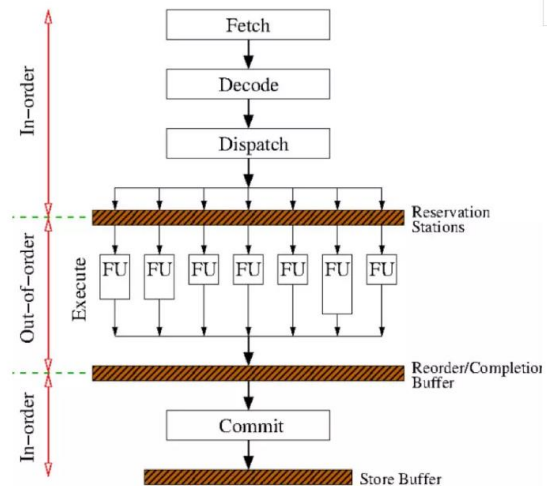 Fetch
Decode
Dispatch
In-order
Reservation
Stations
FU FU FU FU FU FU FU
Execute
Out-of-order
Reorder/Completion
Buffer
Commit
In-order
Store Buffer